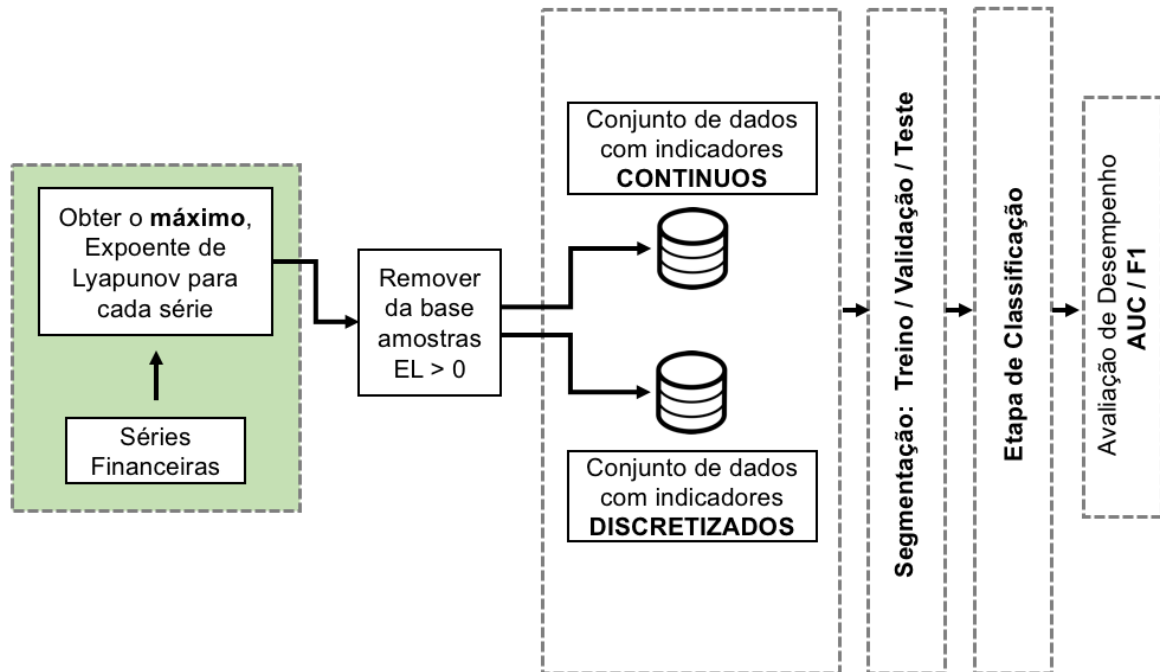 Obter o máximo,
Expoente de
Lyapunov para
cada série
Séries
Financeiras
Remover
da base
amostras
EL > 0
Conjunto de dados
com indicadores
CONTINUOS
Conjunto de dados
com indicadores
DISCRETIZADOS
Segmentação: Treino / Validação / Teste
Etapa de Classificação
Avaliação de Desempenho
AUC / F1